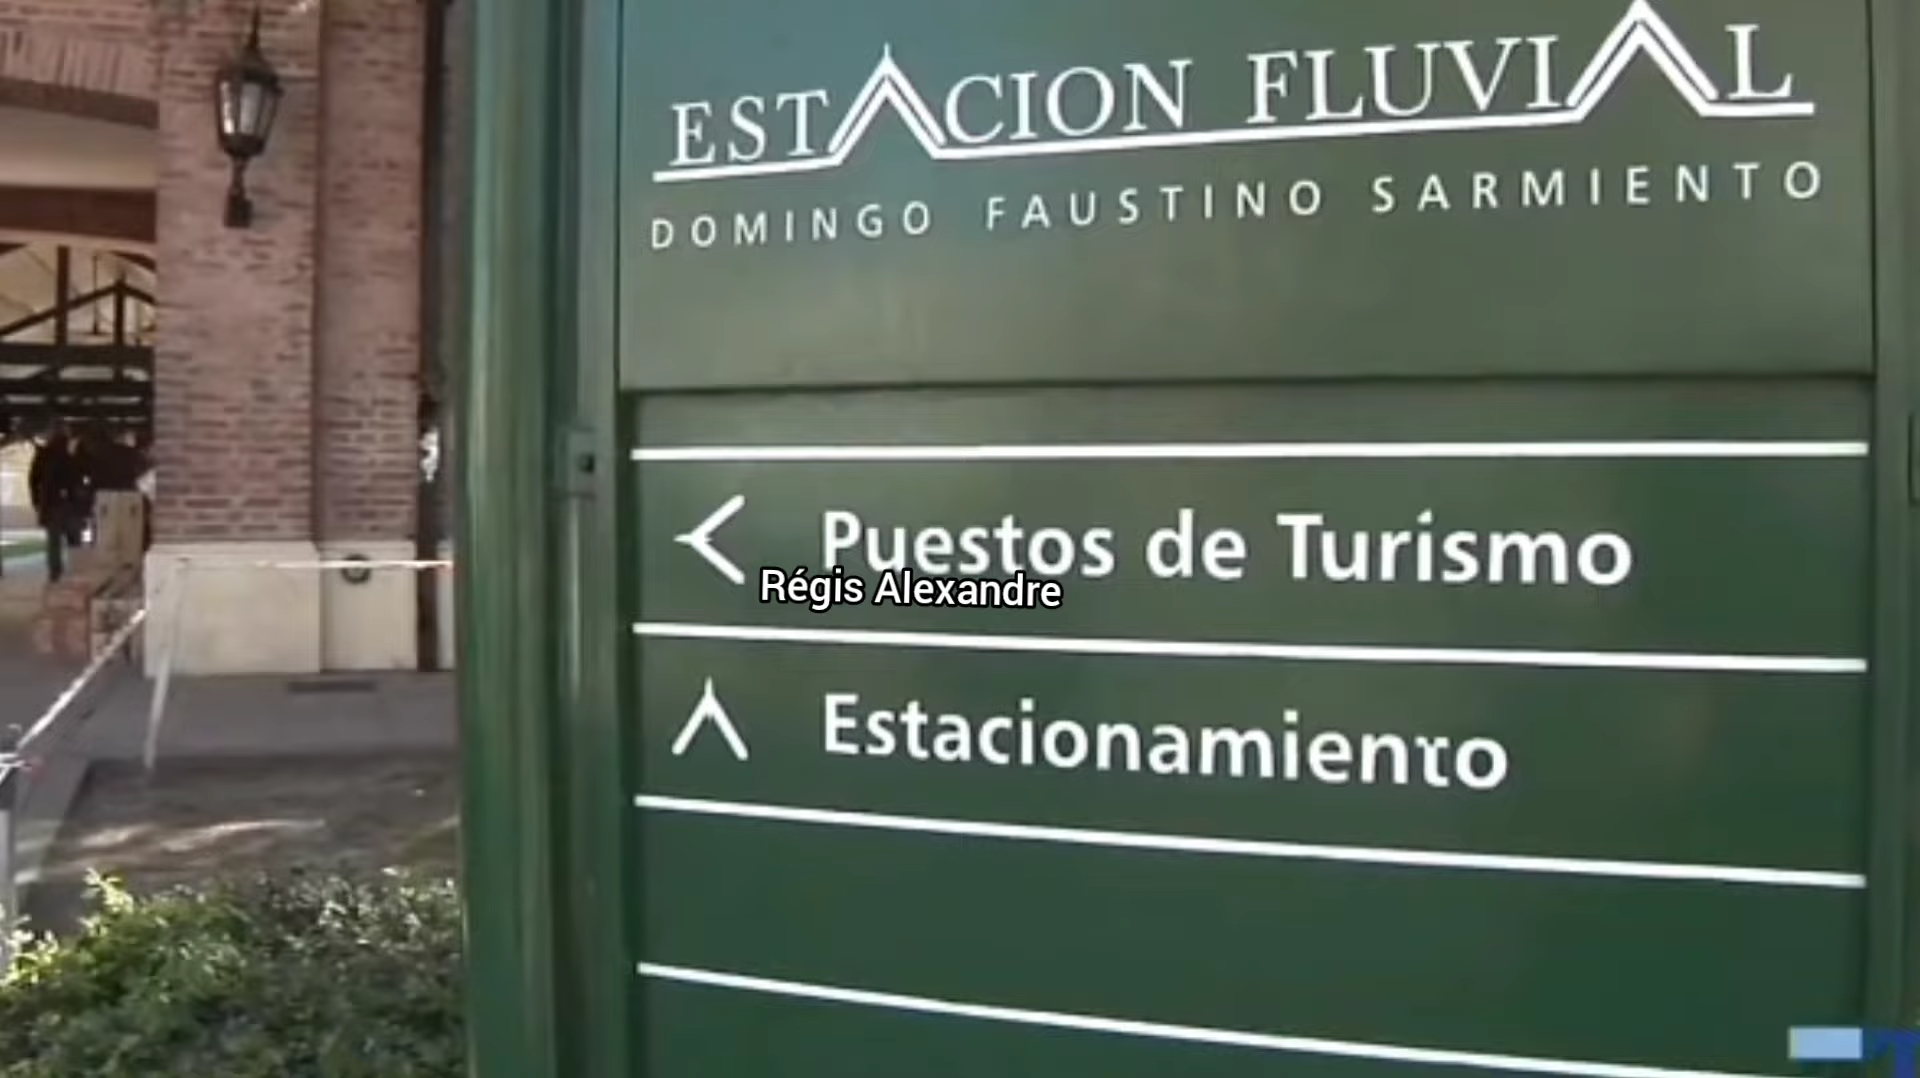 ESTACION FLUVIAL
DOMINGO FAUSTINO SARMIENTO
Puestos de Turismo
Régis Alexandre
Estacionamiento